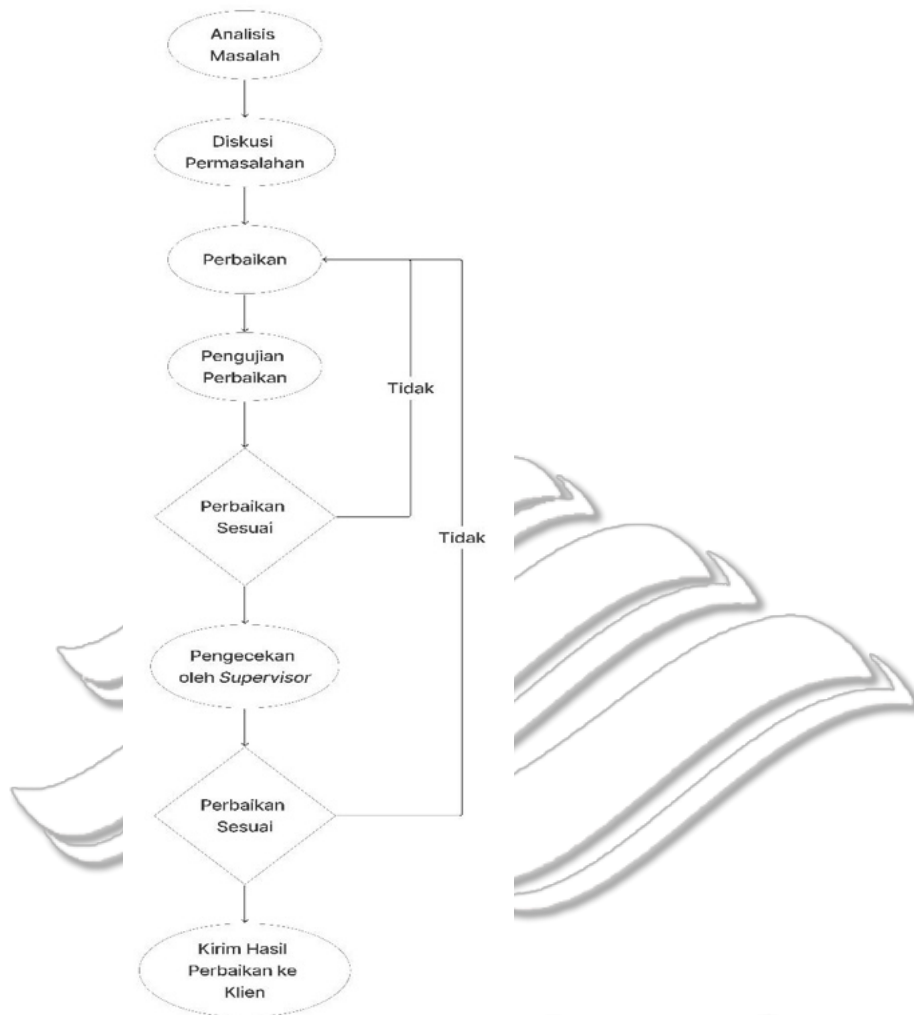 Analisis
Masalah
Diskusi
Permasalahan
Perbaikan
Pengujian
Perbaikan
Tidak
Perbaikan
Sesuai
Tidak
Pengecekan
oleh Supervisor
Perbaikan
Sesuai
Kirim Hasil
Perbaikan ke
Klien